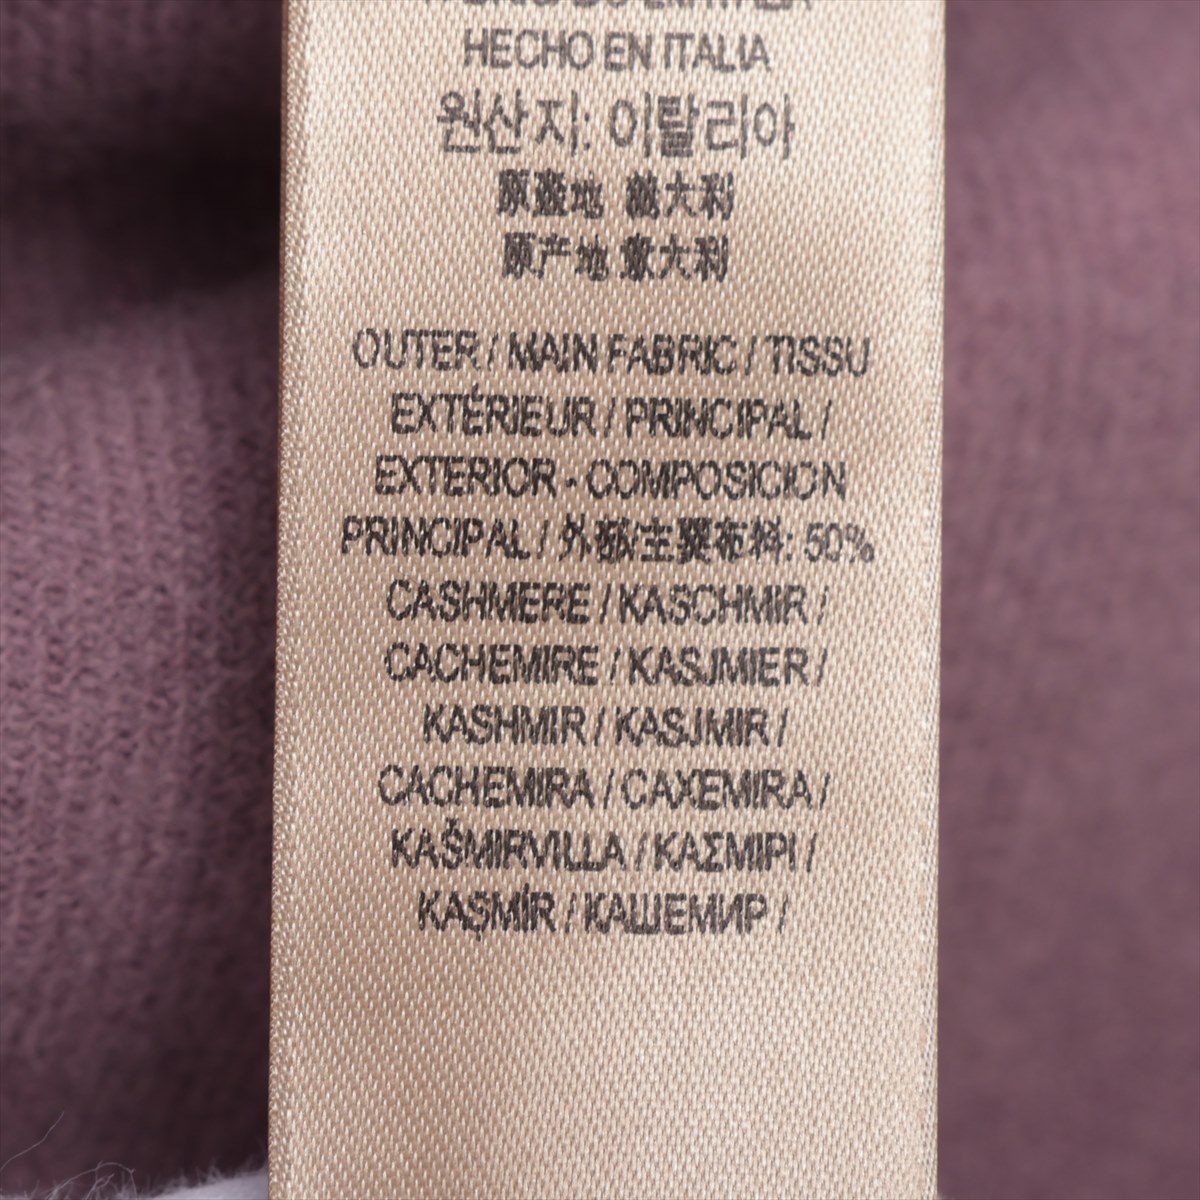 HECHO EN ITALIA
원산지: 이탈리아
原產地 義大利
原产地 意大利
OUTER / MAIN FABRIC / TISSU
EXTÉRIEUR / PRINCIPAL /
EXTERIOR - COMPOSICION
PRINCIPAL / 外部/主要布料: 50%
CASHMERE / KASCHMIR /
CACHEMIRE / KASJMIER /
KASHMIR / KASJMIR /
CACHEMIRA / CAXEMIRA /
KAŠMIRVILLA / ΚΑΣΜΙΡΙ /
KAŞMİR / КАШЕМИР /